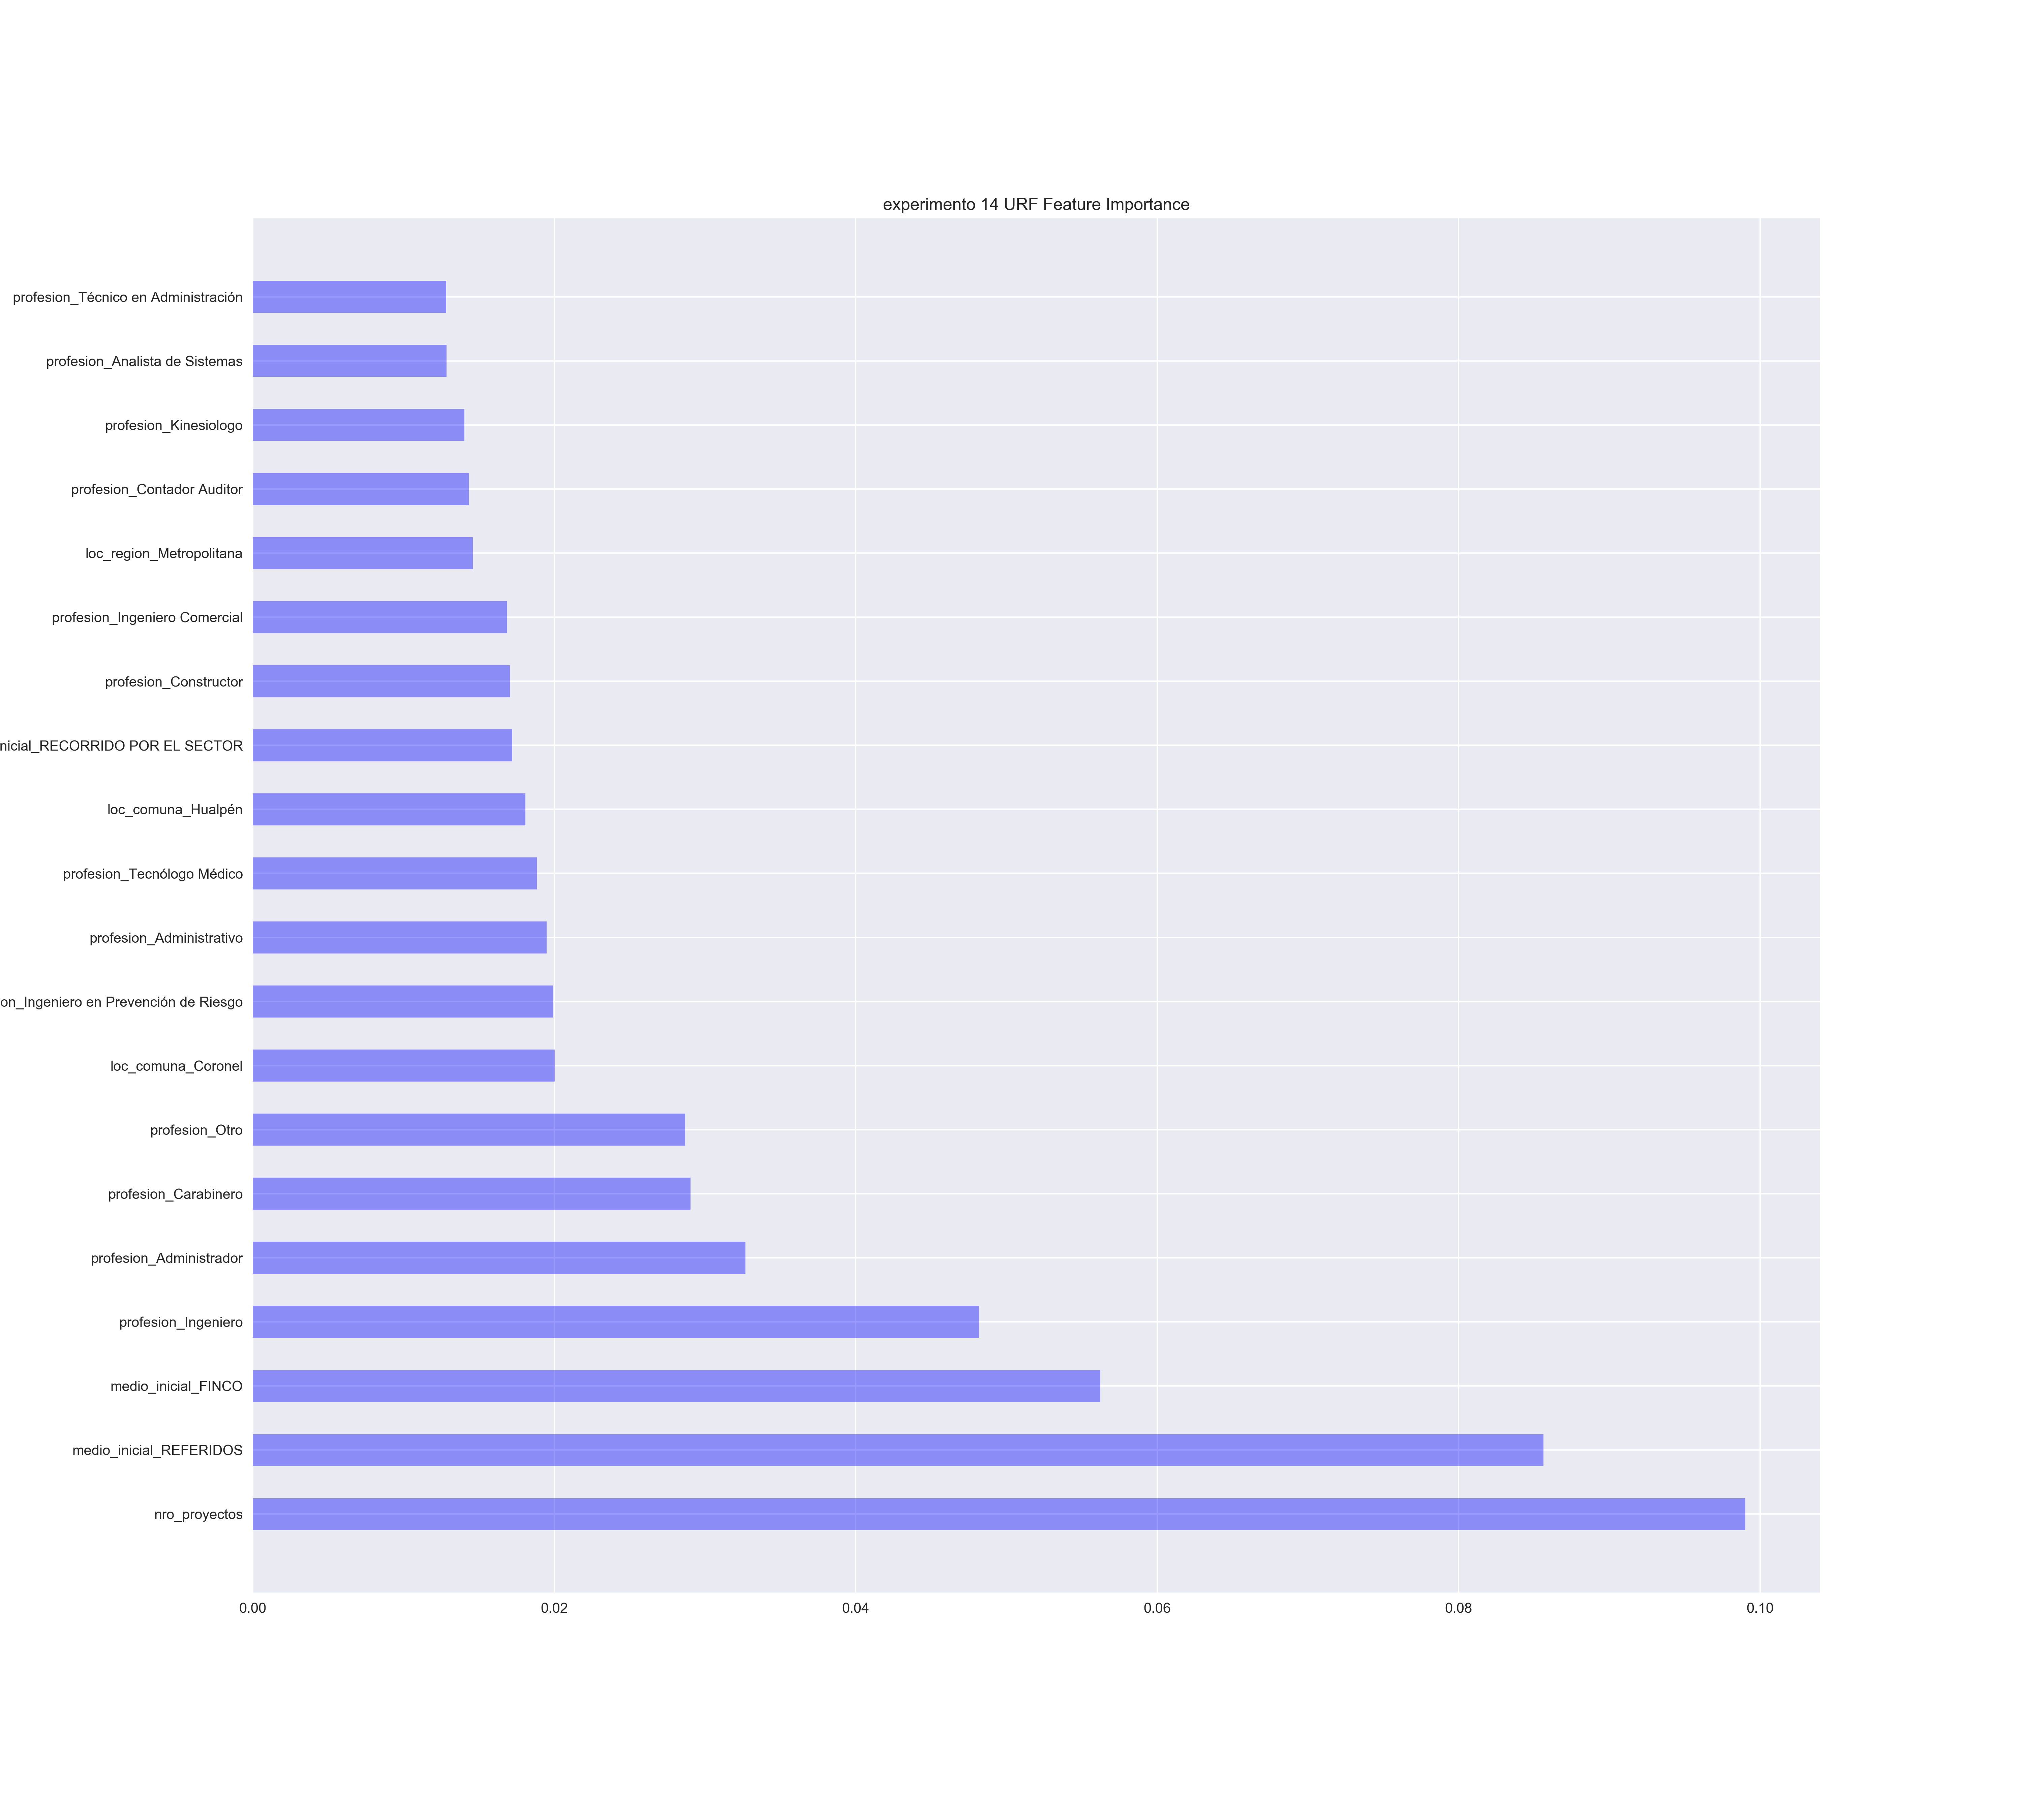 experimento 14 URF Feature Importance
profesion_Técnico en Administración
profesion_Analista de Sistemas
profesion_Kinesiologo
profesion_Contador Auditor
loc_region_Metropolitana
profesion_Ingeniero Comercial
profesion_Constructor
nicial_RECORRIDO POR EL SECTOR
loc_comuna_Hualpén
profesion_Tecnólogo Médico
profesion_Administrativo
on_Ingeniero en Prevención de Riesgo
loc_comuna_Coronel
profesion_Otro
profesion_Carabinero
profesion_Administrador
profesion_Ingeniero
medio_inicial_FINCO
medio_inicial_REFERIDOS
nro_proyectos
0.00 0.02 0.04 0.06 0.08 0.10